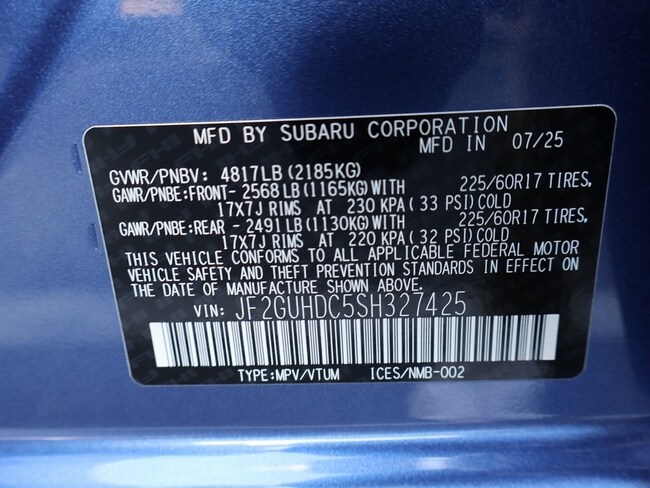 MFD BY SUBARU CORPORATION
MFD IN 07/25
GVWR/PNBV: 4817LB (2185KG)
GAWR/PNBE:FRONT- 2568 LB (1165KG) WITH 225/60R17 TIRES,
17X7J RIMS AT 230 KPA (33 PSI) COLD
GAWR/PNBE:REAR - 2491 LB (1130KG) WITH 225/60R17 TIRES,
17X7J RIMS AT 220 KPA (32 PSI) COLD
THIS VEHICLE CONFORMS TO ALL APPLICABLE FEDERAL MOTOR
VEHICLE SAFETY AND THEFT PREVENTION STANDARDS IN EFFECT
ON THE DATE OF MANUFACTURE SHOWN ABOVE.
VIN: JF2GUHDC5SH327425
TYPE:MPV/VTUM ICES/NMB-002